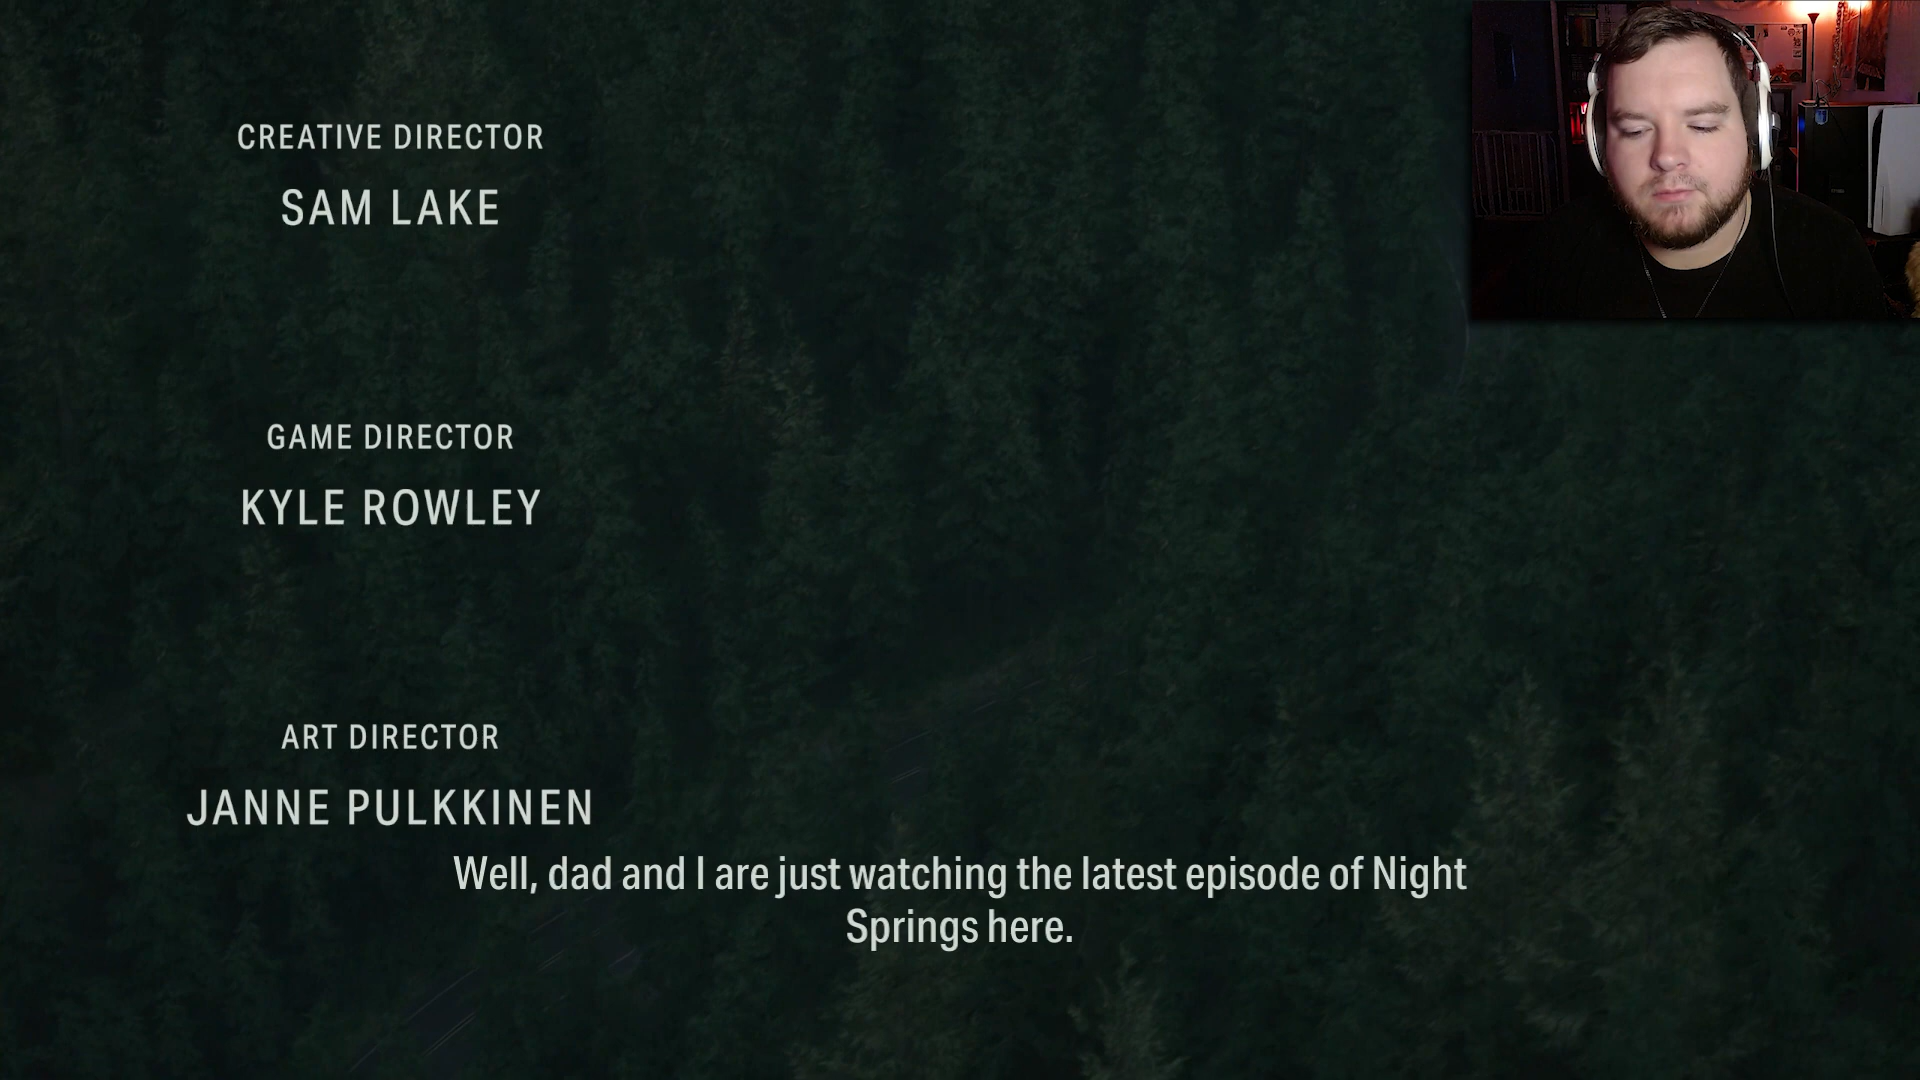 CREATIVE DIRECTOR
SAM LAKE
GAME DIRECTOR
KYLE ROWLEY
ART DIRECTOR
JANNE PULKKINEN
Well, dad and I are just watching the latest episode of Night
Springs here.